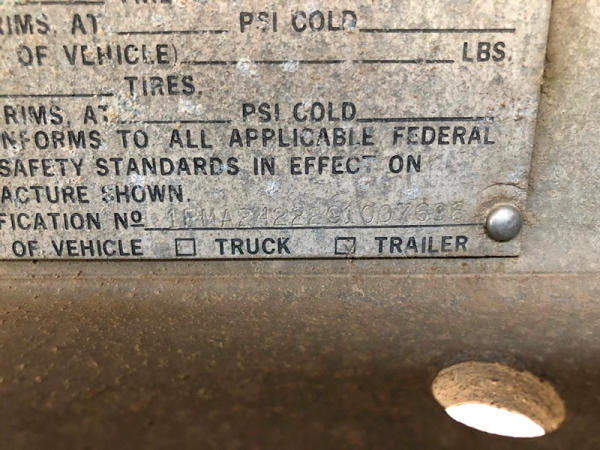 RIMS. AT PSI COLD
OF VEHICLE) LBS.
TIRES.
RIMS. AT PSI COLD
NFORMS TO ALL APPLICABLE FEDERAL
SAFETY STANDARDS IN EFFECT ON
ACTURE SHOWN.
FICATION Nº
OF VEHICLE ☐ TRUCK ☑ TRAILER